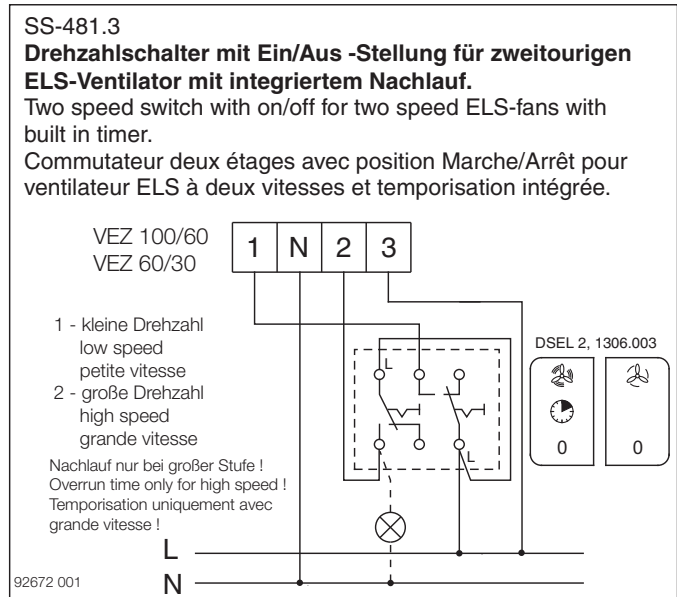 SS-481.3
Drehzahlschalter mit Ein/Aus -Stellung für zweitourigen
ELS-Ventilator mit integriertem Nachlauf.
Two speed switch with on/off for two speed ELS-fans with
built in timer.
Commutateur deux étages avec position Marche/Arrêt pour
ventilateur ELS à deux vitesses et temporisation intégrée.
VEZ 100/60
VEZ 60/30
1 N 2 3
1 - kleine Drehzahl
low speed
petite vitesse
2 - große Drehzahl
high speed
grande vitesse
Nachlauf nur bei großer Stufe !
Overrun time only for high speed !
Temporisation uniquement avec
grande vitesse !
L
L
DSEL 2, 1306.003
0 0
L
N
92672 001